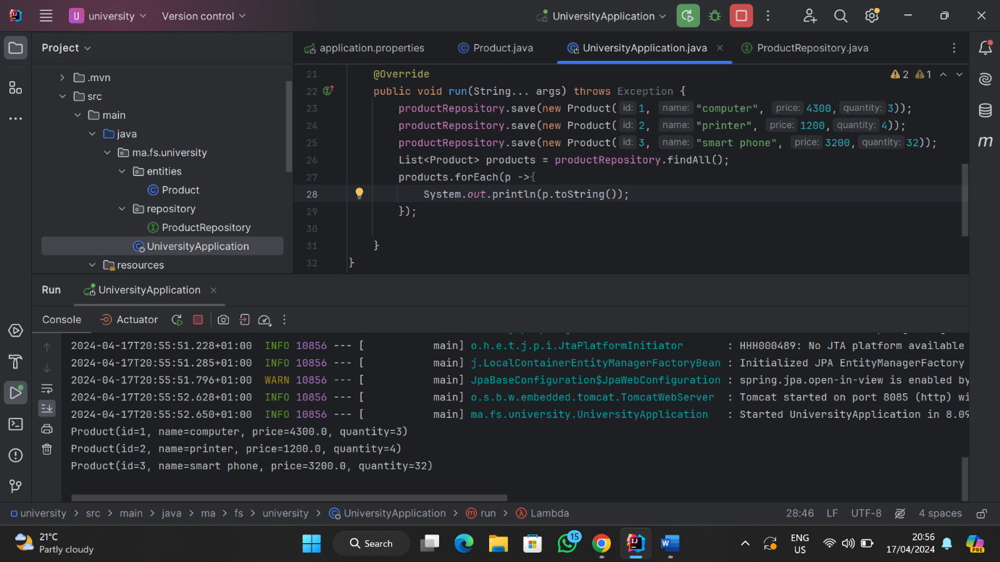 U university Version control UniversityApplication
Project application.properties Product.java UniversityApplication.java ProductRepository.java
.mvn
src
main
java
ma.fs.university
entities
Product
repository
ProductRepository
UniversityApplication
resources
2 1
21 @Override
22 public void run(String... args) throws Exception {
23 productRepository.save(new Product( id: 1, name: "computer", price: 4300, quantity: 3));
24 productRepository.save(new Product( id: 2, name: "printer", price: 1200, quantity: 4));
25 productRepository.save(new Product( id: 3, name: "smart phone", price: 3200, quantity: 32));
26 List<Product> products = productRepository.findAll();
27 products.forEach(p ->{
28 System.out.println(p.toString());
29 });
30
31 }
32 }
m
Run UniversityApplication
Console Actuator
2024-04-17T20:55:51.228+01:00 INFO 10856 --- [ main] o.h.e.t.j.p.i.JtaPlatformInitiator : HHH000489: No JTA platform available
2024-04-17T20:55:51.285+01:00 INFO 10856 --- [ main] j.LocalContainerEntityManagerFactoryBean : Initialized JPA EntityManagerFactory
2024-04-17T20:55:51.796+01:00 WARN 10856 --- [ main] JpaBaseConfiguration$JpaWebConfiguration : spring.jpa.open-in-view is enabled by
2024-04-17T20:55:52.628+01:00 INFO 10856 --- [ main] o.s.b.w.embedded.tomcat.TomcatWebServer : Tomcat started on port 8085 (http) wi
2024-04-17T20:55:52.650+01:00 INFO 10856 --- [ main] ma.fs.university.UniversityApplication : Started UniversityApplication in 8.09
Product(id=1, name=computer, price=4300.0, quantity=3)
Product(id=2, name=printer, price=1200.0, quantity=4)
Product(id=3, name=smart phone, price=3200.0, quantity=32)
university > src > main > java > ma > fs > university > UniversityApplication > m run > λ Lambda 28:46 LF UTF-8 4 spaces
21°C
Partly cloudy
Search
15
ENG
US
20:56
17/04/2024
PRE